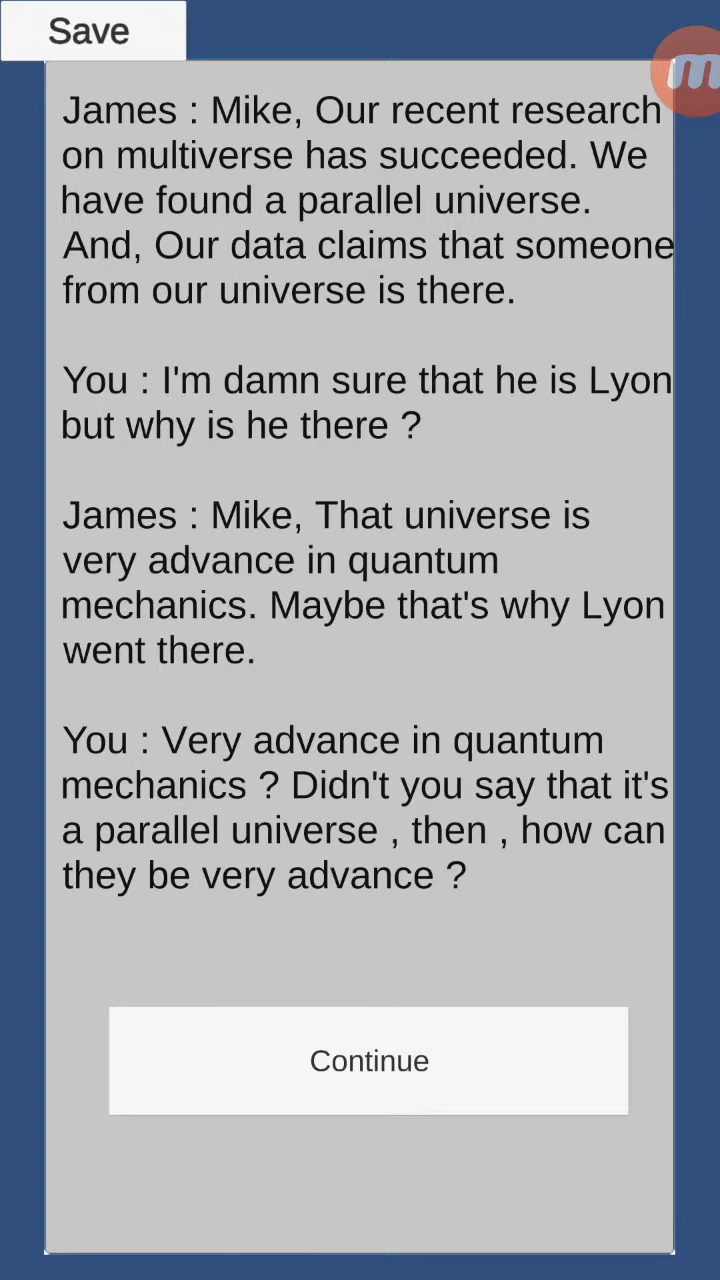 Save
James : Mike, Our recent research
on multiverse has succeeded. We
have found a parallel universe.
And, Our data claims that someone
from our universe is there.
You : I'm damn sure that he is Lyon
but why is he there ?
James : Mike, That universe is
very advance in quantum
mechanics. Maybe that's why Lyon
went there.
You : Very advance in quantum
mechanics ? Didn't you say that it's
a parallel universe , then , how can
they be very advance ?
Continue